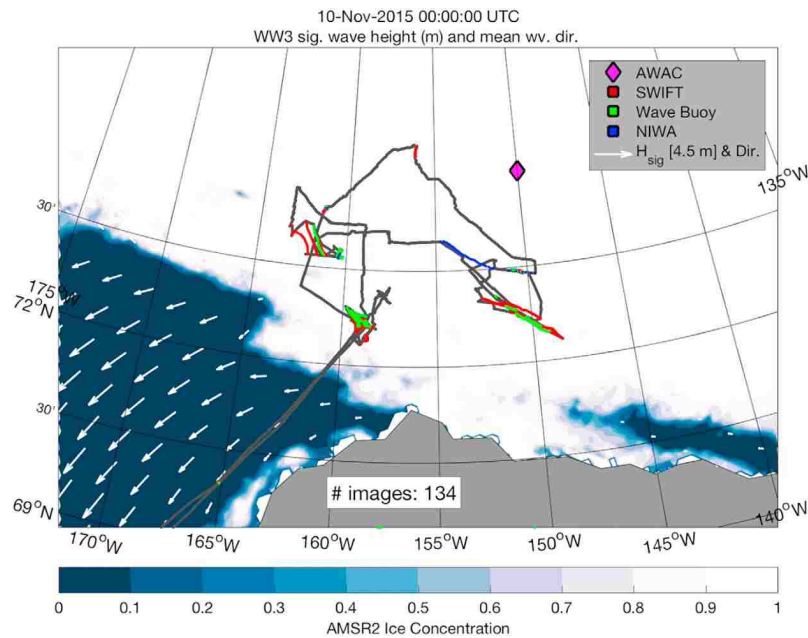 10-Nov-2015 00:00:00 UTC
WW3 sig. wave height (m) and mean wv. dir.
AWAC
SWIFT
Wave Buoy
NIWA
H_sig [4.5 m] & Dir.
135°W
30'
175°W
72°N
30'
69°N
# images: 134
140°W
170°W
165°W
160°W
155°W
150°W
145°W
0 0.1 0.2 0.3 0.4 0.5 0.6 0.7 0.8 0.9 1
AMSR2 Ice Concentration